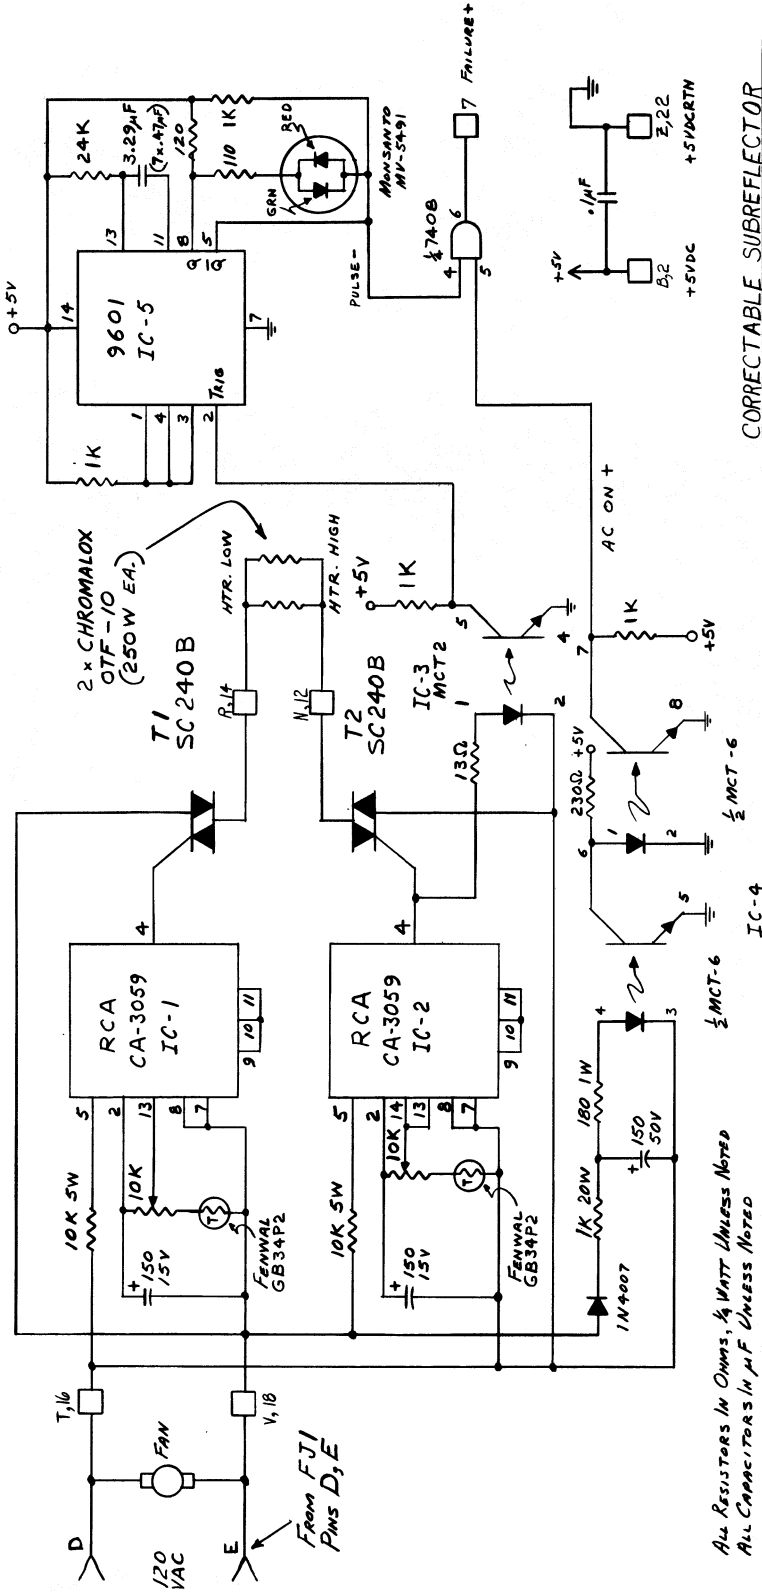 D
120
VAC
FAN
E
FROM FJ1
PINS D,E
T,16
V,18
10K 5W
5
2
13
8
7
10K
T
+
150
15V
FENWAL
GB34P2
RCA
CA-3059
IC-1
9
10
11
4
T1
SC240B
R,14
HTR. LOW
2 x CHROMALOX
OTF-10
(250W EA.)
HTR. HIGH
N,12
T2
SC240B
10K 5W
5
2
14
13
8
7
10K
T
+
150
15V
FENWAL
GB34P2
RCA
CA-3059
IC-2
9
10
11
4
13Ω
1
2
IC-3
MCT2
5
4
+5V
1K
1N4007
1K 20W
180 1W
+
150
50V
4
3
½ MCT-6
5
6
230Ω
+5V
1
2
½ MCT-6
8
7
1K
+5V
IC-4
AC ON +
+5V
1K
1
4
3
2
TRIG
14
9601
IC-5
7
13
11
8
5
Q
Q
24K
3.29µF
(7x.47µF)
120
110
1K
GRN
RED
MONSANTO
MV-5491
PULSE-
4
5
6
¼ 7408
7
FAILURE+
+5V
.1µF
B,2
+5VDC
Z,22
+5VDCRTN
CORRECTABLE SUBREFLECTOR
ALL RESISTORS IN OHMS, ¼ WATT UNLESS NOTED
ALL CAPACITORS IN µF UNLESS NOTED